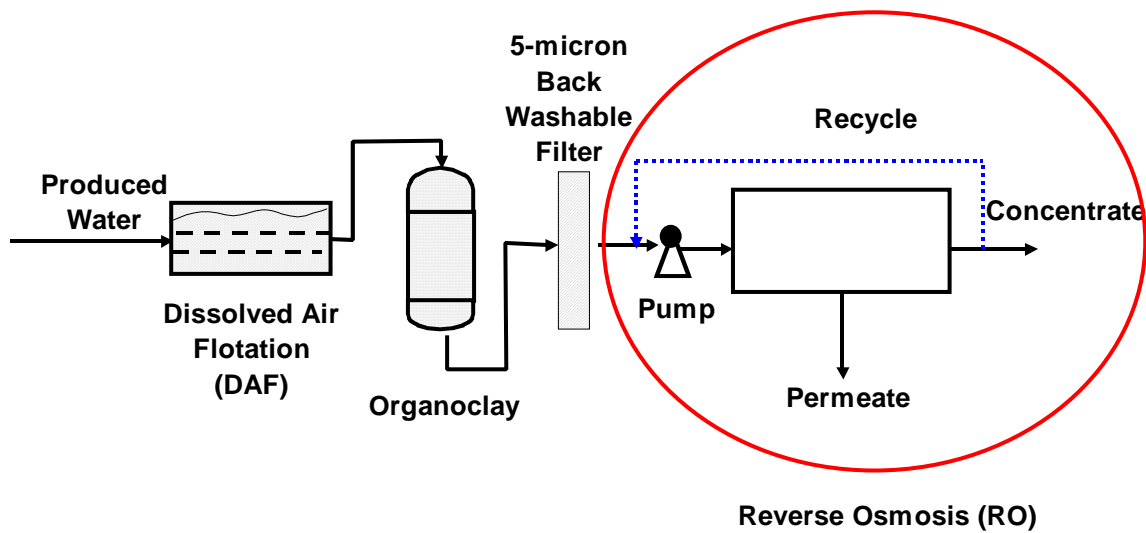 5-micron
Back
Washable
Filter
Recycle
Produced
Water
Concentrate
Pump
Dissolved Air
Flotation
(DAF)
Organoclay
Permeate
Reverse Osmosis (RO)